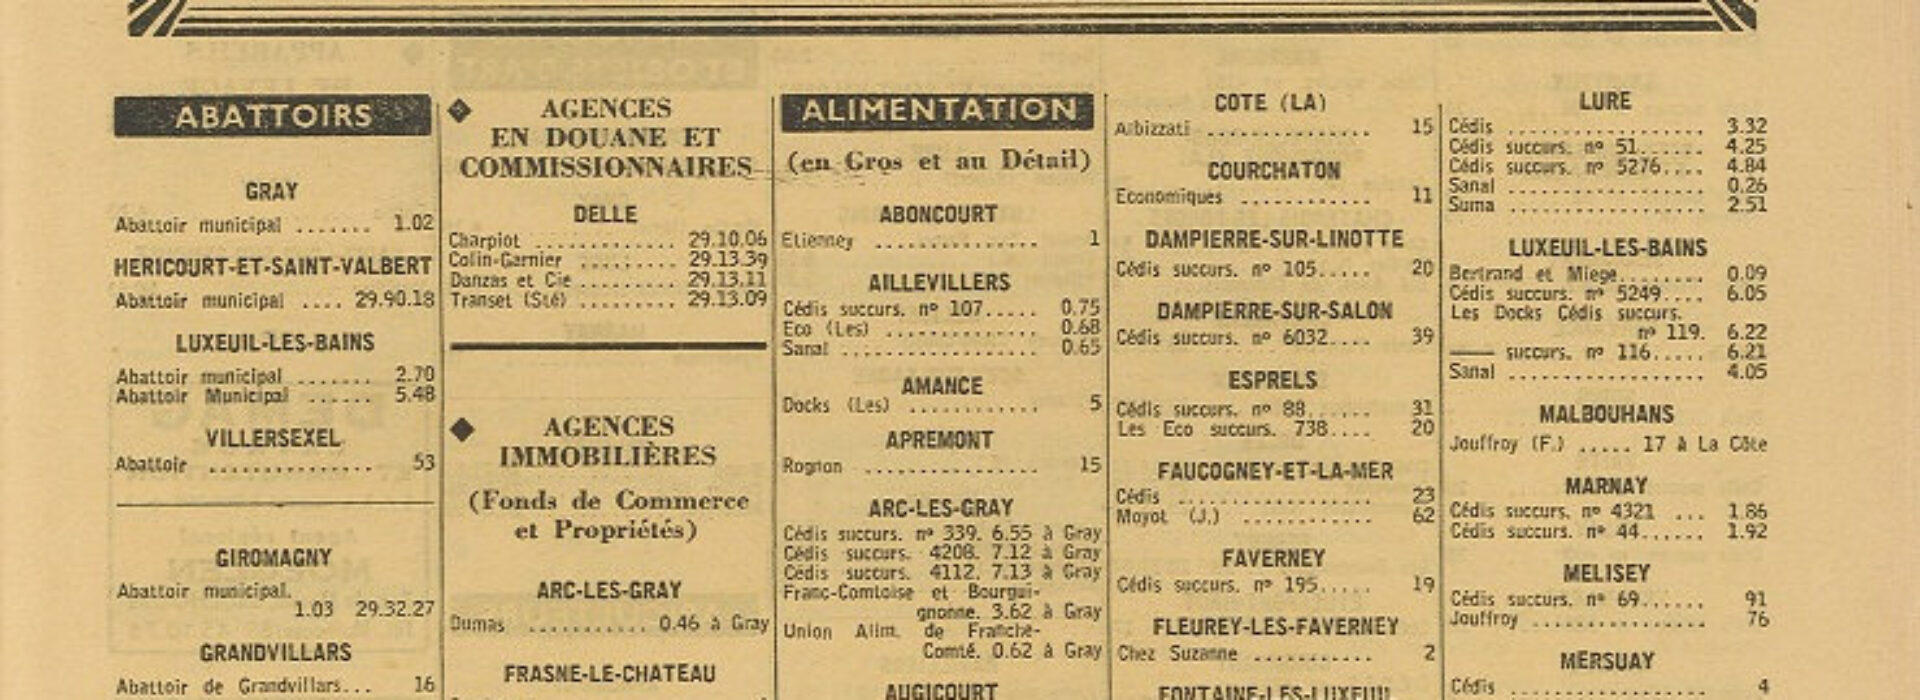 ABATTOIRS
GRAY
Abattoir municipal ....... 1.02
HERICOURT-ET-SAINT-VALBERT
Abattoir municipal .... 29.90.18
LUXEUIL-LES-BAINS
Abattoir municipal ....... 2.70
Abattoir Municipal ...... 5.48
VILLERSEXEL
Abattoir ............... 53
GIROMAGNY
Abattoir municipal.
1.03 29.32.27
GRANDVILLARS
Abattoir de Grandvillars... 16
AGENCES
EN DOUANE ET
COMMISSIONNAIRES
DELLE
Charpiot ............. 29.10.06
Colin-Garnier ......... 29.13.39
Danzas et Cie ......... 29.13.11
Transet (Sté) ......... 29.13.09
AGENCES
IMMOBILIÈRES
(Fonds de Commerce
et Propriétés)
ARC-LES-GRAY
Dumas ........... 0.46 à Gray
FRASNE-LE-CHATEAU
ALIMENTATION
(en Gros et au Détail)
ABONCOURT
Etienney ............... 1
AILLEVILLERS
Cédis succurs. nº 107..... 0.75
Eco (Les) ............... 0.68
Sanal .................. 0.65
AMANCE
Docks (Les) ............ 5
APREMONT
Rognon ................ 15
ARC-LES-GRAY
Cédis succurs. nº 339. 6.55 à Gray
Cédis succurs. 4208. 7.12 à Gray
Cédis succurs. 4112. 7.13 à Gray
Franc-Comtoise et Bourgui-
gnonne. 3.62 à Gray
Union Alim. de Franche-
Comté. 0.62 à Gray
AUGICOURT
COTE (LA)
Albizzati ............... 15
COURCHATON
Economiques ............. 11
DAMPIERRE-SUR-LINOTTE
Cédis succurs. nº 105..... 20
DAMPIERRE-SUR-SALON
Cédis succurs. nº 6032.... 39
ESPRELS
Cédis succurs. nº 88...... 31
Les Eco succurs. 738.... 20
FAUCOGNEY-ET-LA-MER
Cédis .................. 23
Moyot (J.) ............ 62
FAVERNEY
Cédis succurs. nº 195..... 19
FLEUREY-LES-FAVERNEY
Chez Suzanne ........... 2
FONTAINE-LES-LUXEUIL
LURE
Cédis .................. 3.32
Cédis succurs. nº 51...... 4.25
Cédis succurs. nº 5276.... 4.84
Sanal .................. 0.26
Suma .................. 2.51
LUXEUIL-LES-BAINS
Bertrand et Miege........ 0.09
Cédis succurs. nº 5249.... 6.05
Les Docks Cédis succurs.
nº 119. 6.22
—— succurs. nº 116..... 6.21
Sanal .................. 4.05
MALBOUHANS
Jouffroy (F.) ..... 17 à La Côte
MARNAY
Cédis succurs. nº 4321 ... 1.86
Cédis succurs. nº 44...... 1.92
MELISEY
Cédis succurs. nº 69...... 91
Jouffroy ................ 76
MERSUAY
Cédis .................. 4